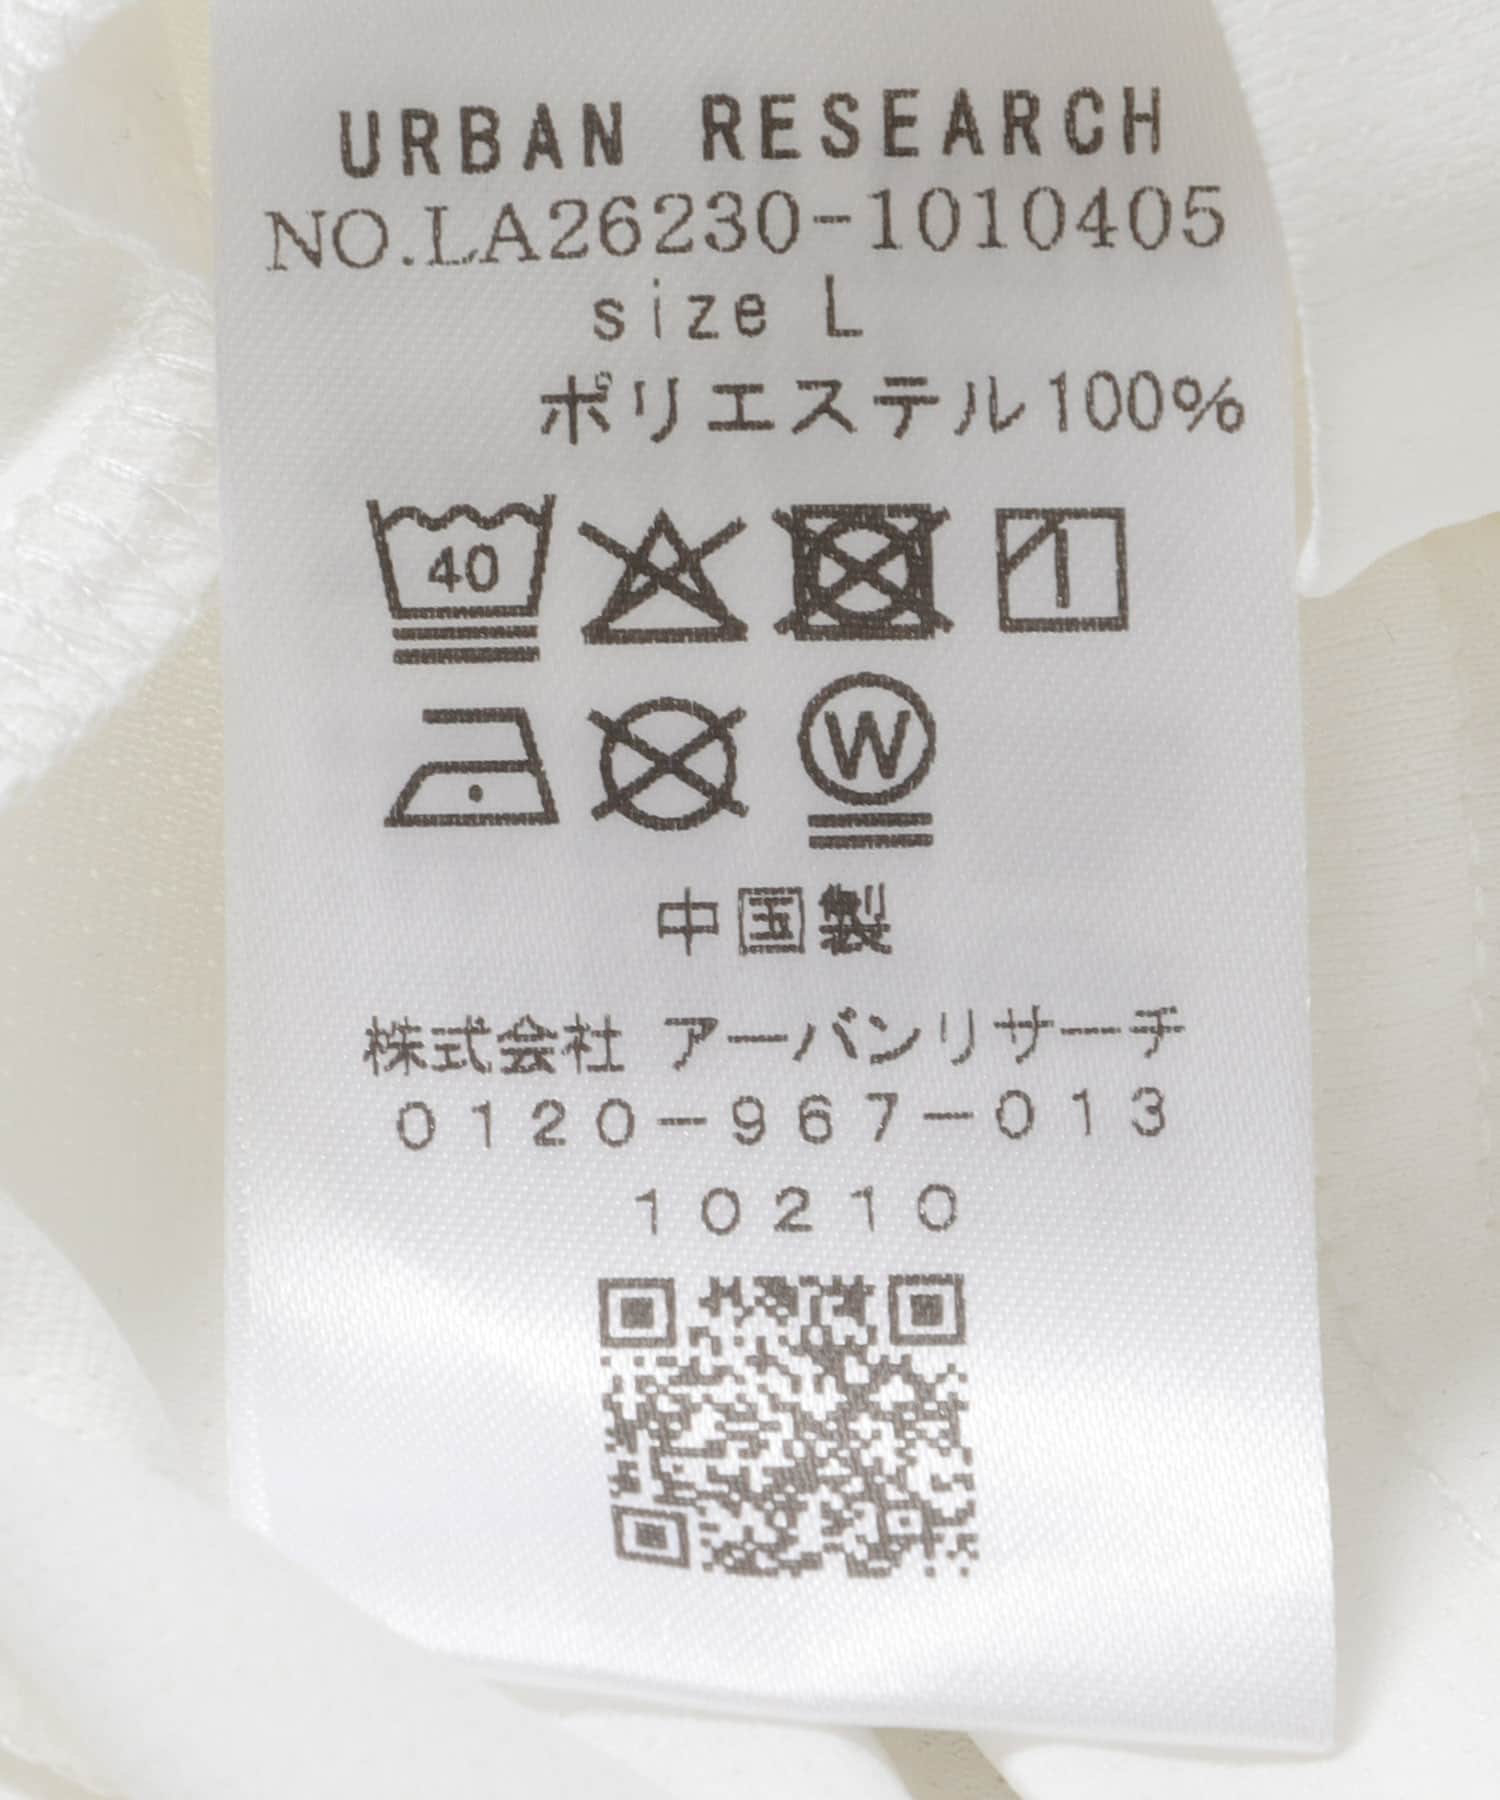 URBAN RESEARCH
NO.LA26230-1010405
size L
ポリエステル100%
40
W
中国製
株式会社 アーバンリサーチ
0120-967-013
10210